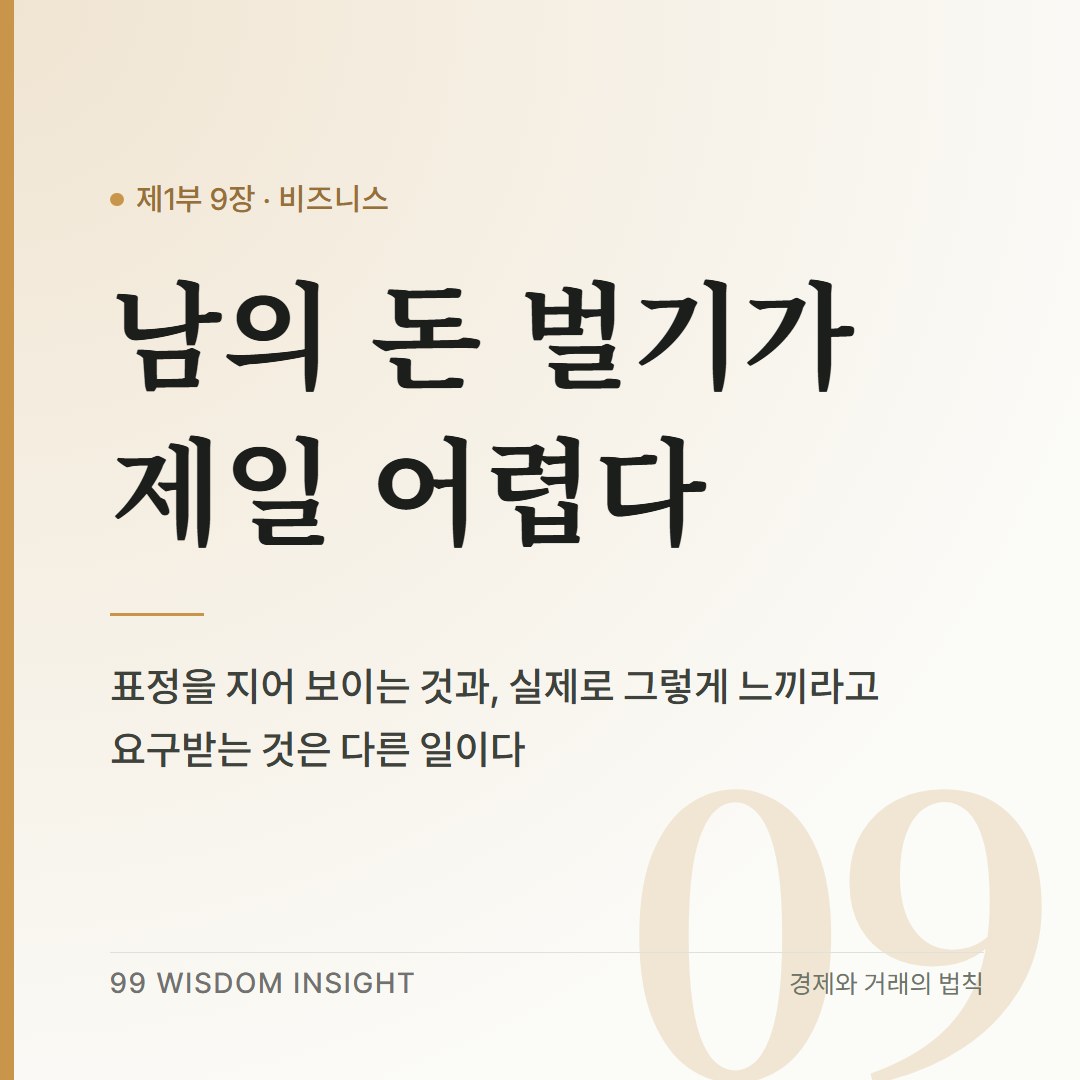 제1부 9장 · 비즈니스
남의 돈 벌기가
제일 어렵다
표정을 지어 보이는 것과, 실제로 그렇게 느끼라고
요구받는 것은 다른 일이다
09
99 WISDOM INSIGHT
경제와 거래의 법칙